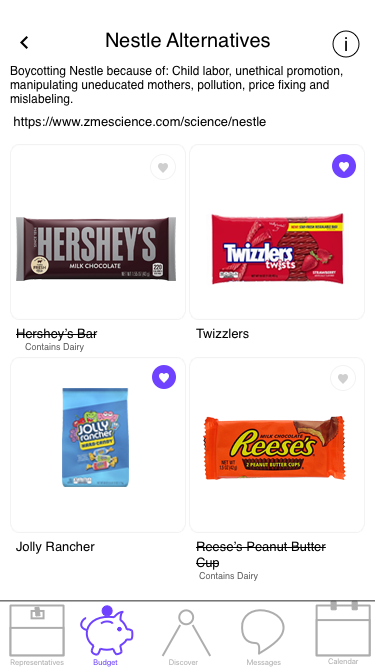 Nestle Alternatives
i
Boycotting Nestle because of: Child labor, unethical promotion,
manipulating uneducated mothers, pollution, price fixing and
mislabeling.
https://www.zmescience.com/science/nestle
HERSHEY'S
MILK CHOCOLATE
Twizzlers
twists
STRAWBERRY
Hershey's Bar
Contains Dairy
Twizzlers
JOLLY
rancher
HARD CANDY
MILK CHOCOLATE
Reese's
2 PEANUT BUTTER CUPS
Jolly Rancher
Reese's Peanut Butter
Cup
Contains Dairy
Representatives
Budget
Discover
Messages
Calendar